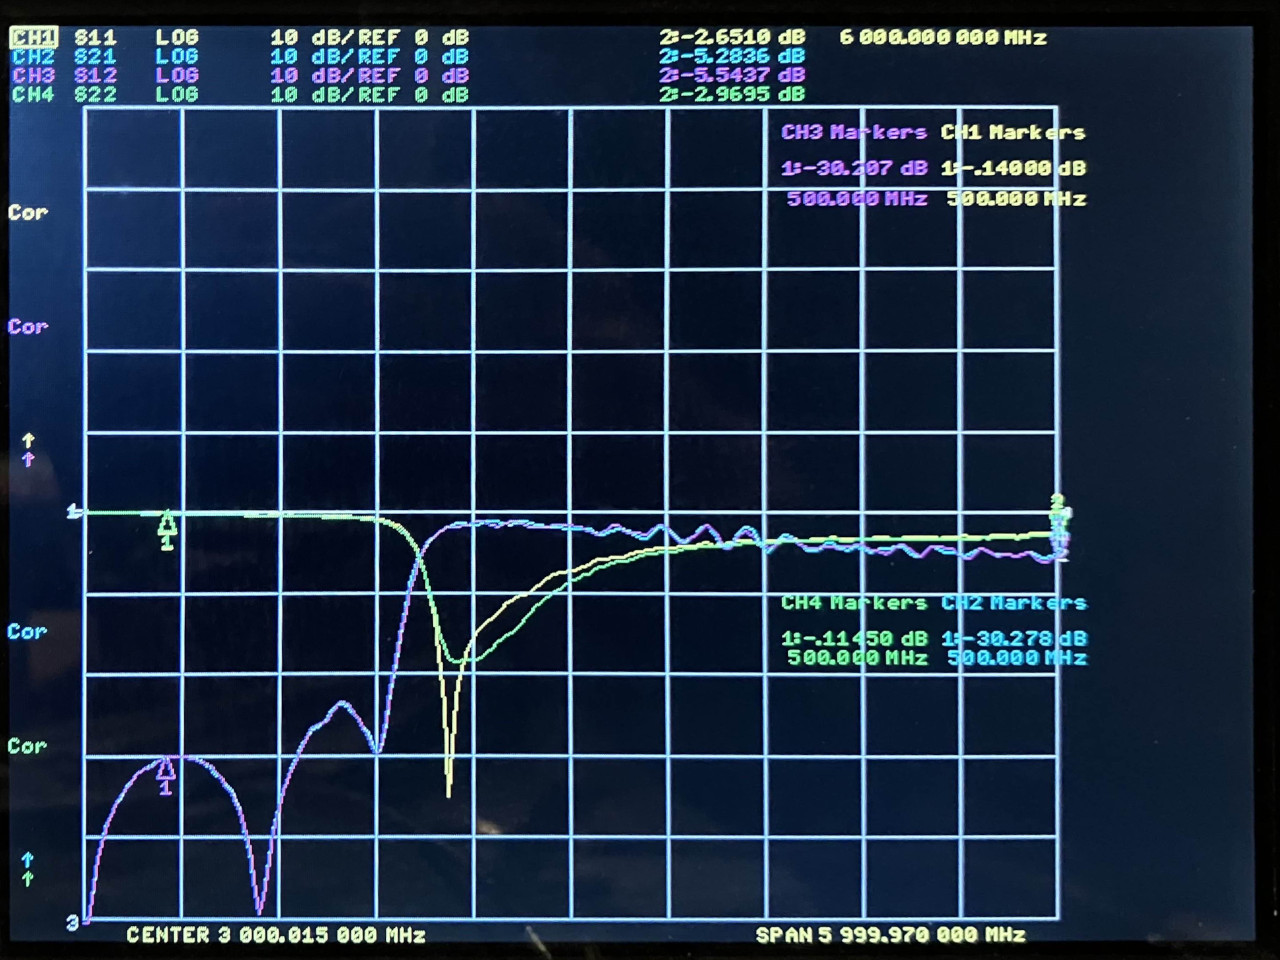 CH1 S11 LOG 10 dB/REF 0 dB 2:-2.6510 dB 6 000.000 000 MHz
CH2 S21 LOG 10 dB/REF 0 dB 2:-5.2836 dB
CH3 S12 LOG 10 dB/REF 0 dB 2:-5.5437 dB
CH4 S22 LOG 10 dB/REF 0 dB 2:-2.9695 dB
CH3 Markers CH1 Markers
1:-30.207 dB 1:-.14000 dB
500.000 MHz 500.000 MHz
Cor
Cor
↑
↑
1
2
1
CH4 Markers CH2 Markers
Cor
1:-.11450 dB 1:-30.278 dB
500.000 MHz 500.000 MHz
Cor
1
↑
↑
3
CENTER 3 000.015 000 MHz SPAN 5 999.970 000 MHz